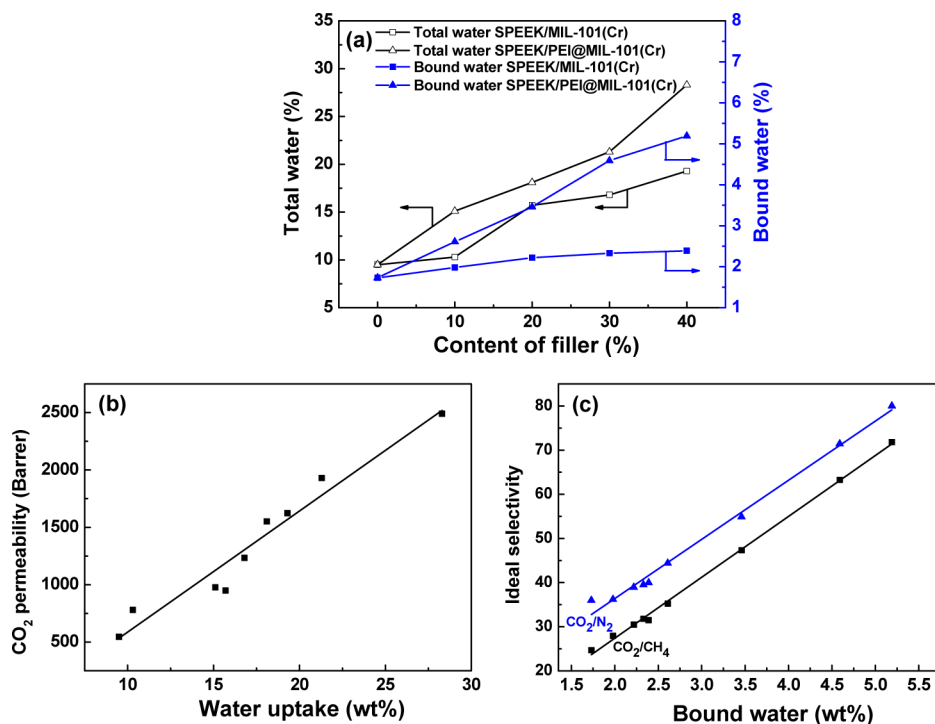 (a)
Total water SPEEK/MIL-101(Cr)
Total water SPEEK/PEI@MIL-101(Cr)
Bound water SPEEK/MIL-101(Cr)
Bound water SPEEK/PEI@MIL-101(Cr)
Total water (%)
35
30
25
20
15
10
5
Bound water (%)
8
7
6
5
4
3
2
1
0 10 20 30 40
Content of filler (%)
(b)
CO₂ permeability (Barrer)
2500
2000
1500
1000
500
10 15 20 25 30
Water uptake (wt%)
(c)
Ideal selectivity
80
70
60
50
40
30
20
CO₂/N₂
CO₂/CH₄
1.5 2.0 2.5 3.0 3.5 4.0 4.5 5.0 5.5
Bound water (wt%)